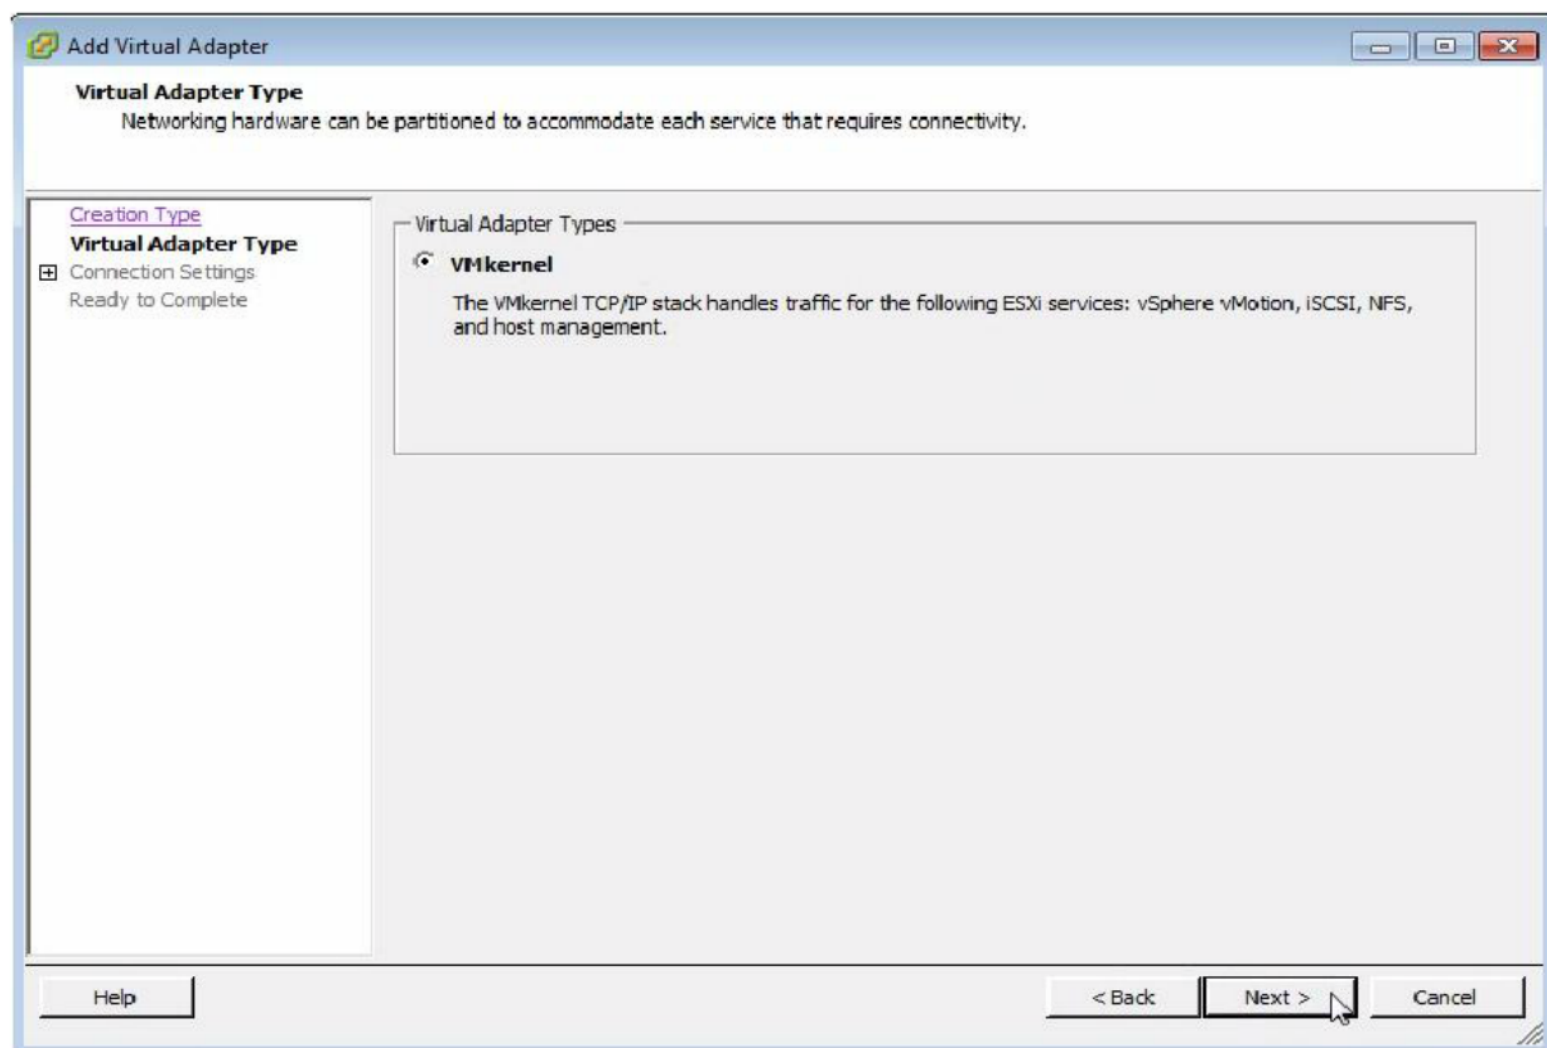 Add Virtual Adapter
Virtual Adapter Type
Networking hardware can be partitioned to accommodate each service that requires connectivity.
Creation Type
Virtual Adapter Type
Connection Settings
Ready to Complete
Virtual Adapter Types
VMkernel
The VMkernel TCP/IP stack handles traffic for the following ESXi services: vSphere vMotion, iSCSI, NFS,
and host management.
Help
< Back
Next >
Cancel